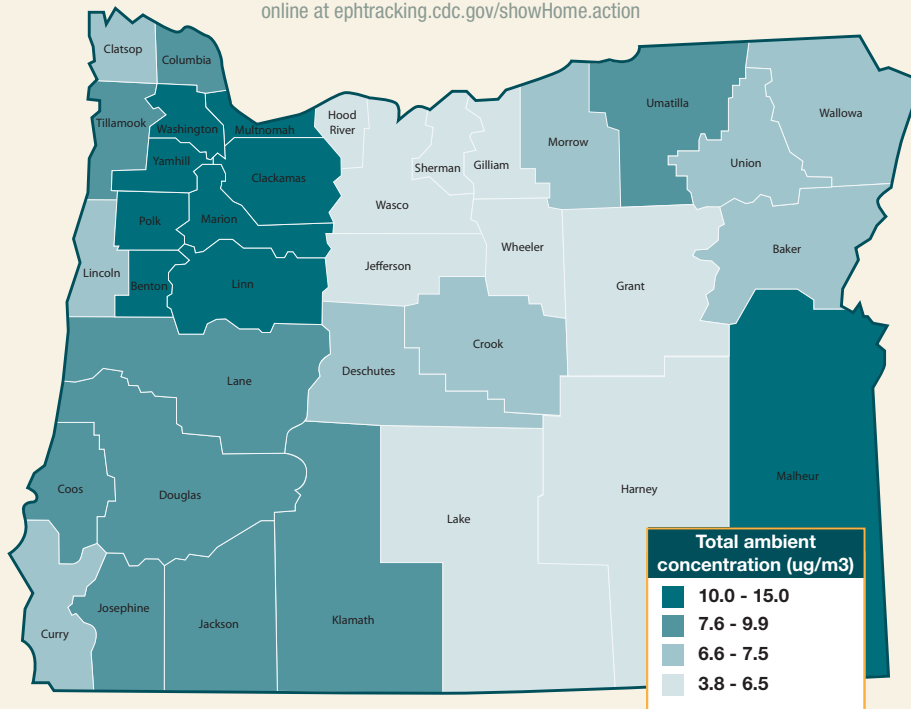 online at ephtracking.cdc.gov/showHome.action
Clatsop
Columbia
Tillamook
Washington
Multnomah
Hood
River
Yamhill
Clackamas
Sherman
Gilliam
Morrow
Umatilla
Wallowa
Union
Polk
Marion
Wasco
Wheeler
Baker
Lincoln
Benton
Linn
Jefferson
Grant
Lane
Deschutes
Crook
Coos
Douglas
Lake
Harney
Malheur
Curry
Josephine
Jackson
Klamath
Total ambient
concentration (ug/m3)
10.0 - 15.0
7.6 - 9.9
6.6 - 7.5
3.8 - 6.5